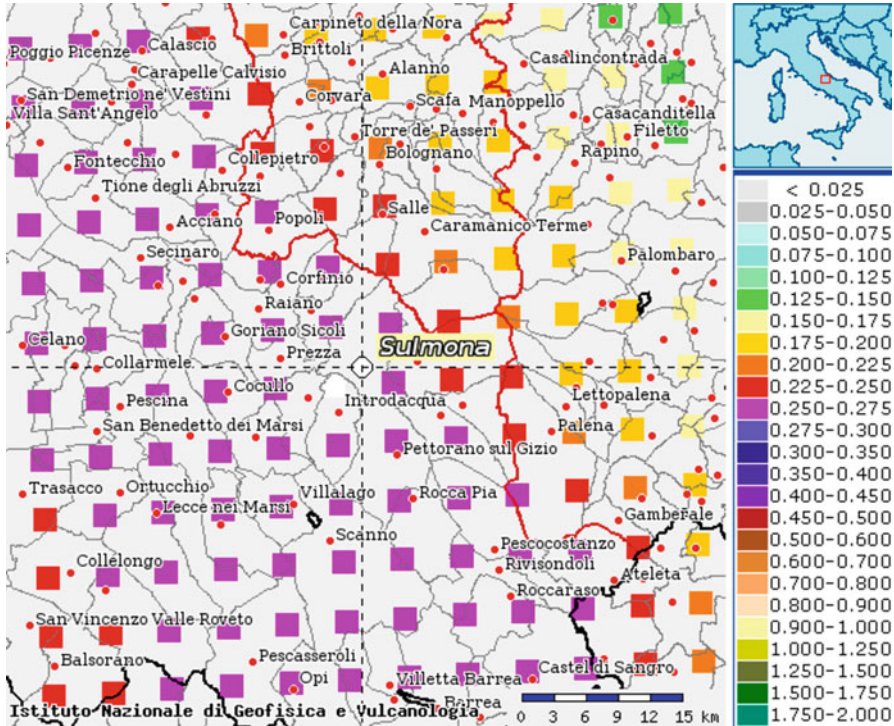 Carpineto della Nora
Poggio Picenze
Calascio
Brittoli
Casalincontrada
Carapelle Calvisio
Alanno
San Demetrio ne' Vestini
Corvara
Scafa
Manoppello
Villa Sant'Angelo
Casacanditella
Torre de' Passeri
Filetto
Fontecchio
Collepietro
Bolognano
Rapino
Tione degli Abruzzi
Acciano
Popoli
Salle
Caramanico Terme
Secinaro
Palombaro
Corfinio
Raiano
Celano
Goriano Sicoli
Sulmona
Collarmele
Prezza
Pescina
Cocullo
Introdacqua
Lettopalena
San Benedetto dei Marsi
Palena
Pettorano sul Gizio
Trasacco
Ortucchio
Villalago
Rocca Pia
Lecce nei Marsi
Gamberale
Scanno
Pescocostanzo
Collelongo
Rivisondoli
Ateleta
Roccaraso
San Vincenzo Valle Roveto
Balsorano
Pescasseroli
Opi
Villetta Barrea
Castel di Sangro
Barrea
Istituto Nazionale di Geofisica e Vulcanologia
0 3 6 9 12 15 km
< 0.025
0.025-0.050
0.050-0.075
0.075-0.100
0.100-0.125
0.125-0.150
0.150-0.175
0.175-0.200
0.200-0.225
0.225-0.250
0.250-0.275
0.275-0.300
0.300-0.350
0.350-0.400
0.400-0.450
0.450-0.500
0.500-0.600
0.600-0.700
0.700-0.800
0.800-0.900
0.900-1.000
1.000-1.250
1.250-1.500
1.500-1.750
1.750-2.000